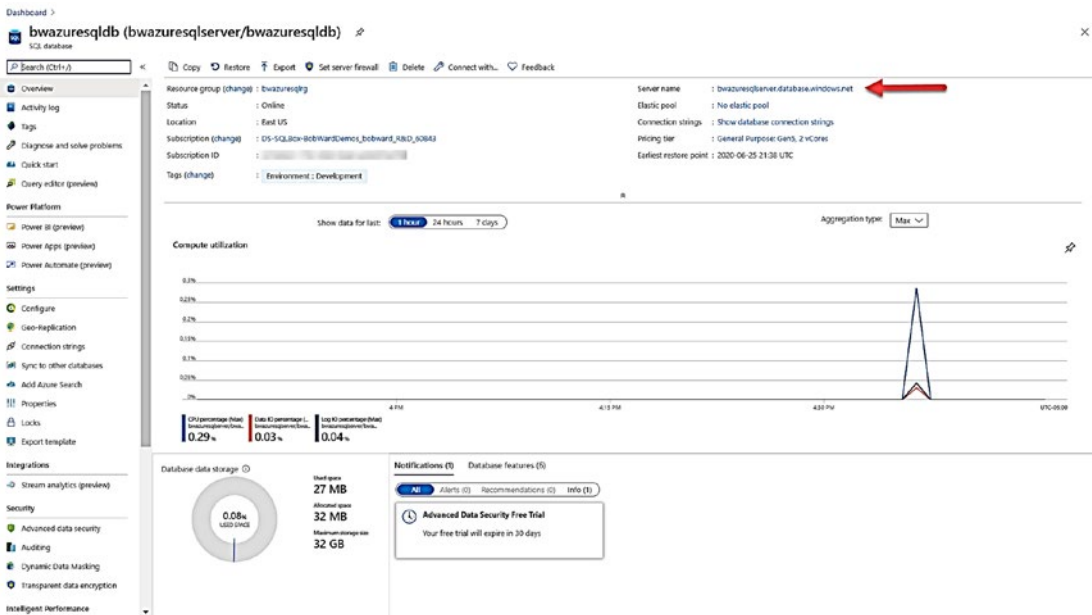 Dashboard >
bwazuresqldb (bwazuresqlserver/bwazuresqldb)
SQL database
Search (Ctrl+/)
Copy Restore Export Set server firewall Delete Connect with... Feedback
Overview
Activity log
Tags
Diagnose and solve problems
Quick start
Query editor (preview)
Power Platform
Power BI (preview)
Power Apps (preview)
Power Automate (preview)
Settings
Configure
Geo-Replication
Connection strings
Sync to other databases
Add Azure Search
Properties
Locks
Export template
Integrations
Stream analytics (preview)
Security
Advanced data security
Auditing
Dynamic Data Masking
Transparent data encryption
Intelligent Performance
Resource group (change) : bwazuresqlrg
Status : Online
Location : East US
Subscription (change) : DS-SQLBox-BobWardDemos_bobward_R&D_60843
Subscription ID :
Tags (change) : Environment : Development
Server name : bwazuresqlserver.database.windows.net
Elastic pool : No elastic pool
Connection strings : Show database connection strings
Pricing tier : General Purpose: Gen5, 2 vCores
Earliest restore point : 2020-06-25 21:38 UTC
Show data for last: 1 hour 24 hours 7 days
Aggregation type: Max
Compute utilization
0.3%
0.25%
0.2%
0.15%
0.1%
0.05%
0%
4 PM 4:15 PM 4:30 PM UTC-05:00
CPU percentage (Max)
bwazuresqlserver/bwa...
0.29%
Data IO percentage (...
bwazuresqlserver/bwa...
0.03%
Log IO percentage (Max)
bwazuresqlserver/bwa...
0.04%
Database data storage
0.08%
USED SPACE
Used space
27 MB
Allocated space
32 MB
Maximum storage size
32 GB
Notifications (1) Database features (6)
All Alerts (0) Recommendations (0) Info (1)
Advanced Data Security Free Trial
Your free trial will expire in 30 days